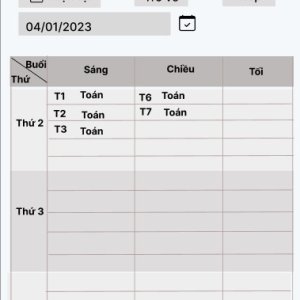 04/01/2023
Buổi
Thứ
Sáng Chiều Tối
T1 Toán T6 Toán
Thứ 2 T2 Toán T7 Toán
T3 Toán
Thứ 3